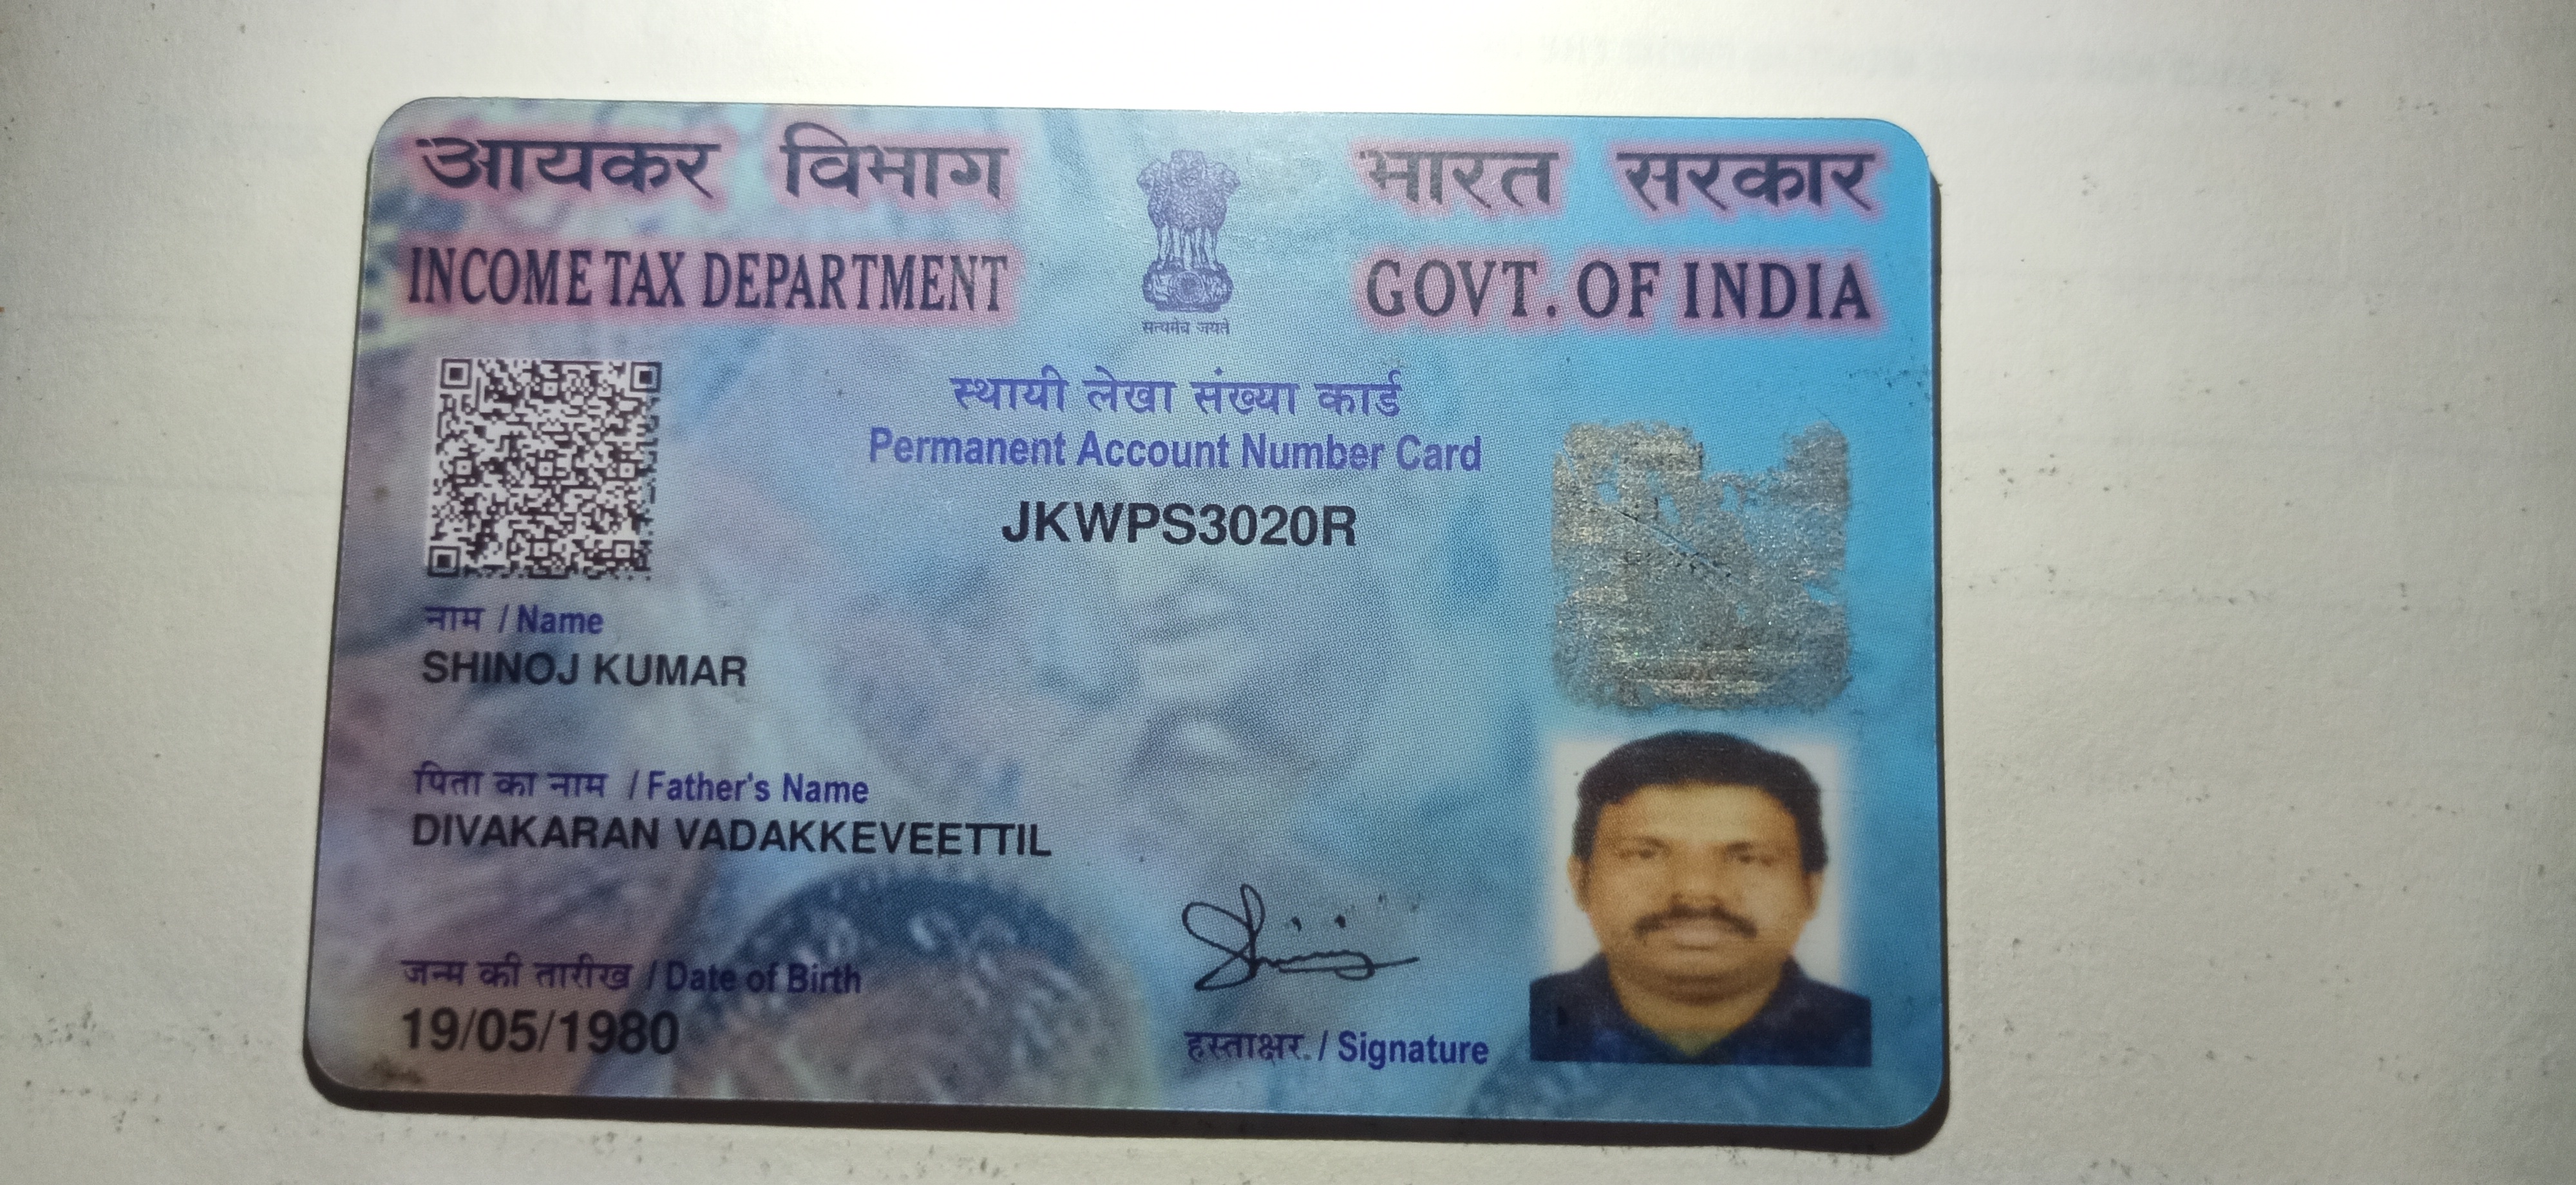 आयकर विभाग
INCOME TAX DEPARTMENT
सत्यमेव जयते
भारत सरकार
GOVT. OF INDIA
स्थायी लेखा संख्या कार्ड
Permanent Account Number Card
JKWPS3020R
नाम / Name
SHINOJ KUMAR
पिता का नाम / Father's Name
DIVAKARAN VADAKKEVEETTIL
जन्म की तारीख / Date of Birth
19/05/1980
हस्ताक्षर / Signature